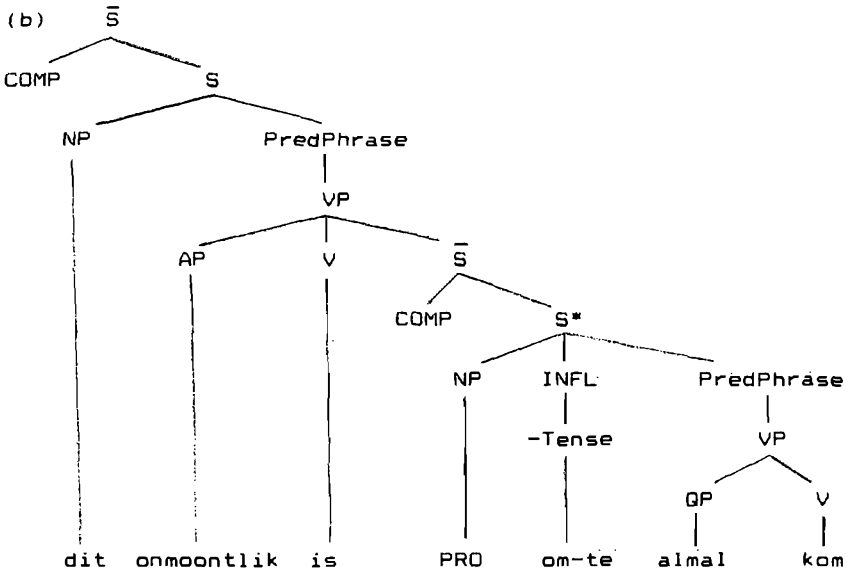 (b) S̄
COMP S
NP PredPhrase
VP
AP V S̄
COMP S*
NP INFL PredPhrase
-Tense VP
QP V
dit onmoontlik is PRO om-te almal kom